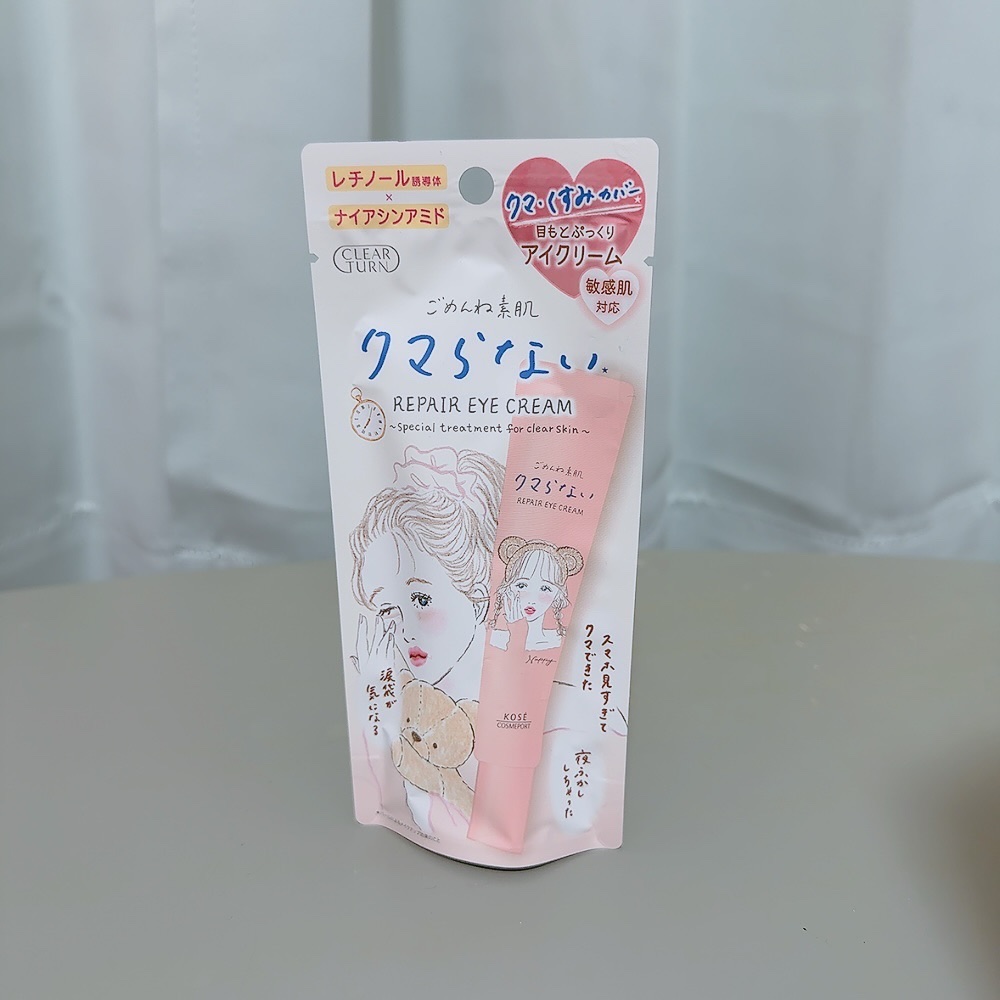 レチノール誘導体
×
ナイアシンアミド
CLEAR
TURN
クマ・くすみカバー
目もとぷっくり
アイクリーム
敏感肌
対応
ごめんね素肌
クマらない
REPAIR EYE CREAM
~special treatment for clear skin~
ごめんね素肌
クマらない
REPAIR EYE CREAM
Happy
KOSÉ
COSMEPORT
涙袋が
気になる
スマホ見すぎて
クマできた
夜ふかし
しちゃった